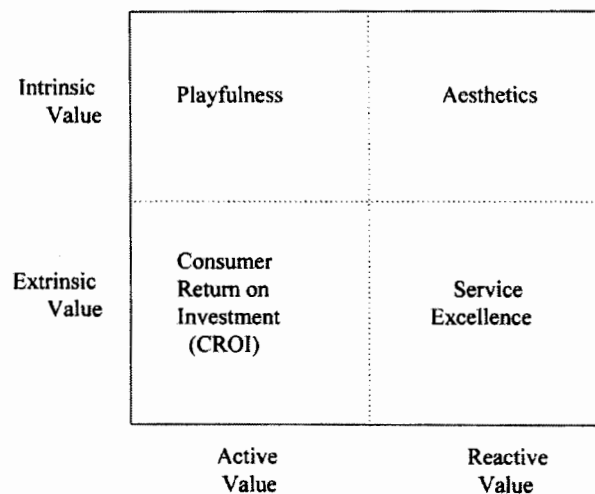 Intrinsic
Value
Playfulness
Aesthetics
Extrinsic
Value
Consumer
Return on
Investment
(CROI)
Service
Excellence
Active
Value
Reactive
Value